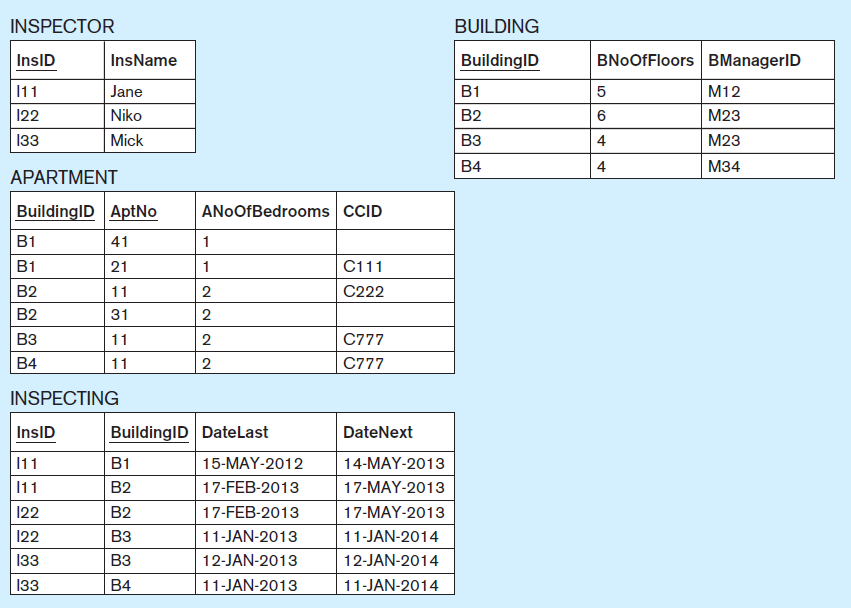 INSPECTOR
InsID InsName
I11 Jane
I22 Niko
I33 Mick
BUILDING
BuildingID BNoOfFloors BManagerID
B1 5 M12
B2 6 M23
B3 4 M23
B4 4 M34
APARTMENT
BuildingID AptNo ANoOfBedrooms CCID
B1 41 1
B1 21 1 C111
B2 11 2 C222
B2 31 2
B3 11 2 C777
B4 11 2 C777
INSPECTING
InsID BuildingID DateLast DateNext
I11 B1 15-MAY-2012 14-MAY-2013
I11 B2 17-FEB-2013 17-MAY-2013
I22 B2 17-FEB-2013 17-MAY-2013
I22 B3 11-JAN-2013 11-JAN-2014
I33 B3 12-JAN-2013 12-JAN-2014
I33 B4 11-JAN-2013 11-JAN-2014